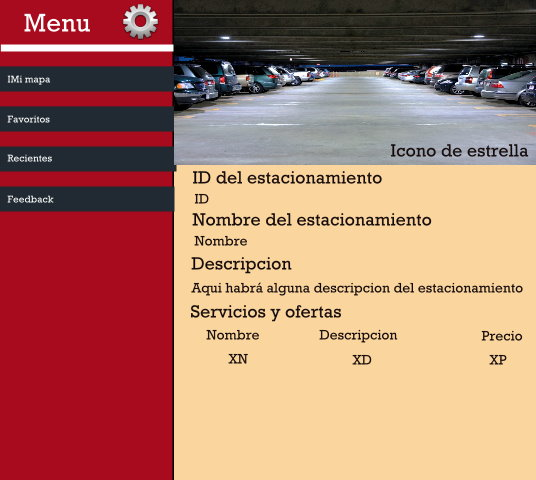 Menu
IMi mapa
Favoritos
Recientes
Feedback
Icono de estrella
ID del estacionamiento
ID
Nombre del estacionamiento
Nombre
Descripcion
Aqui habrá alguna descripcion del estacionamiento
Servicios y ofertas
Nombre Descripcion Precio
XN XD XP